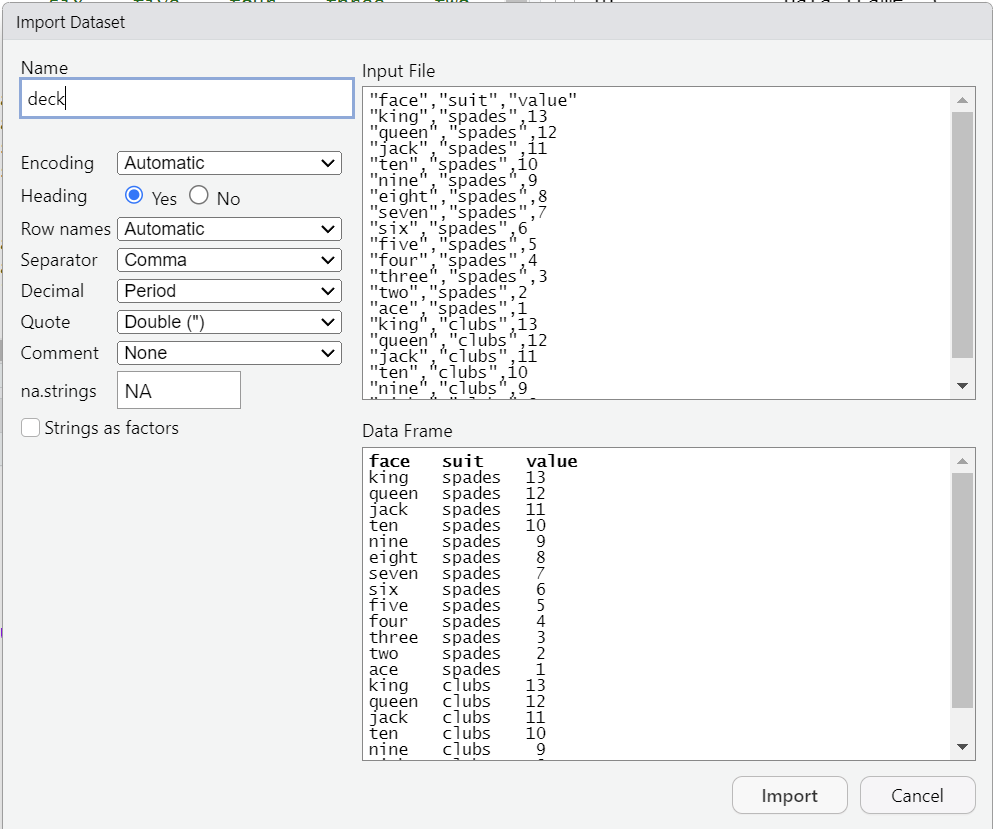 Import Dataset
Name
deck
Encoding Automatic
Heading Yes No
Row names Automatic
Separator Comma
Decimal Period
Quote Double (")
Comment None
na.strings NA
Strings as factors
Input File
"face","suit","value"
"king","spades",13
"queen","spades",12
"jack","spades",11
"ten","spades",10
"nine","spades",9
"eight","spades",8
"seven","spades",7
"six","spades",6
"five","spades",5
"four","spades",4
"three","spades",3
"two","spades",2
"ace","spades",1
"king","clubs",13
"queen","clubs",12
"jack","clubs",11
"ten","clubs",10
"nine","clubs",9
Data Frame
face suit value
king spades 13
queen spades 12
jack spades 11
ten spades 10
nine spades 9
eight spades 8
seven spades 7
six spades 6
five spades 5
four spades 4
three spades 3
two spades 2
ace spades 1
king clubs 13
queen clubs 12
jack clubs 11
ten clubs 10
nine clubs 9
Import Cancel